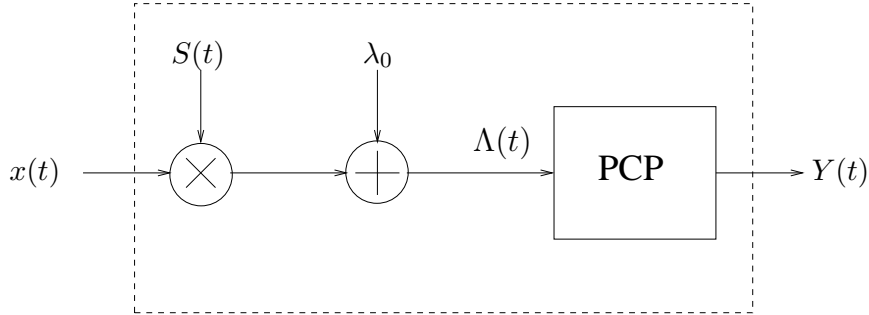 S(t)
λ₀
Λ(t)
x(t)
PCP
Y(t)